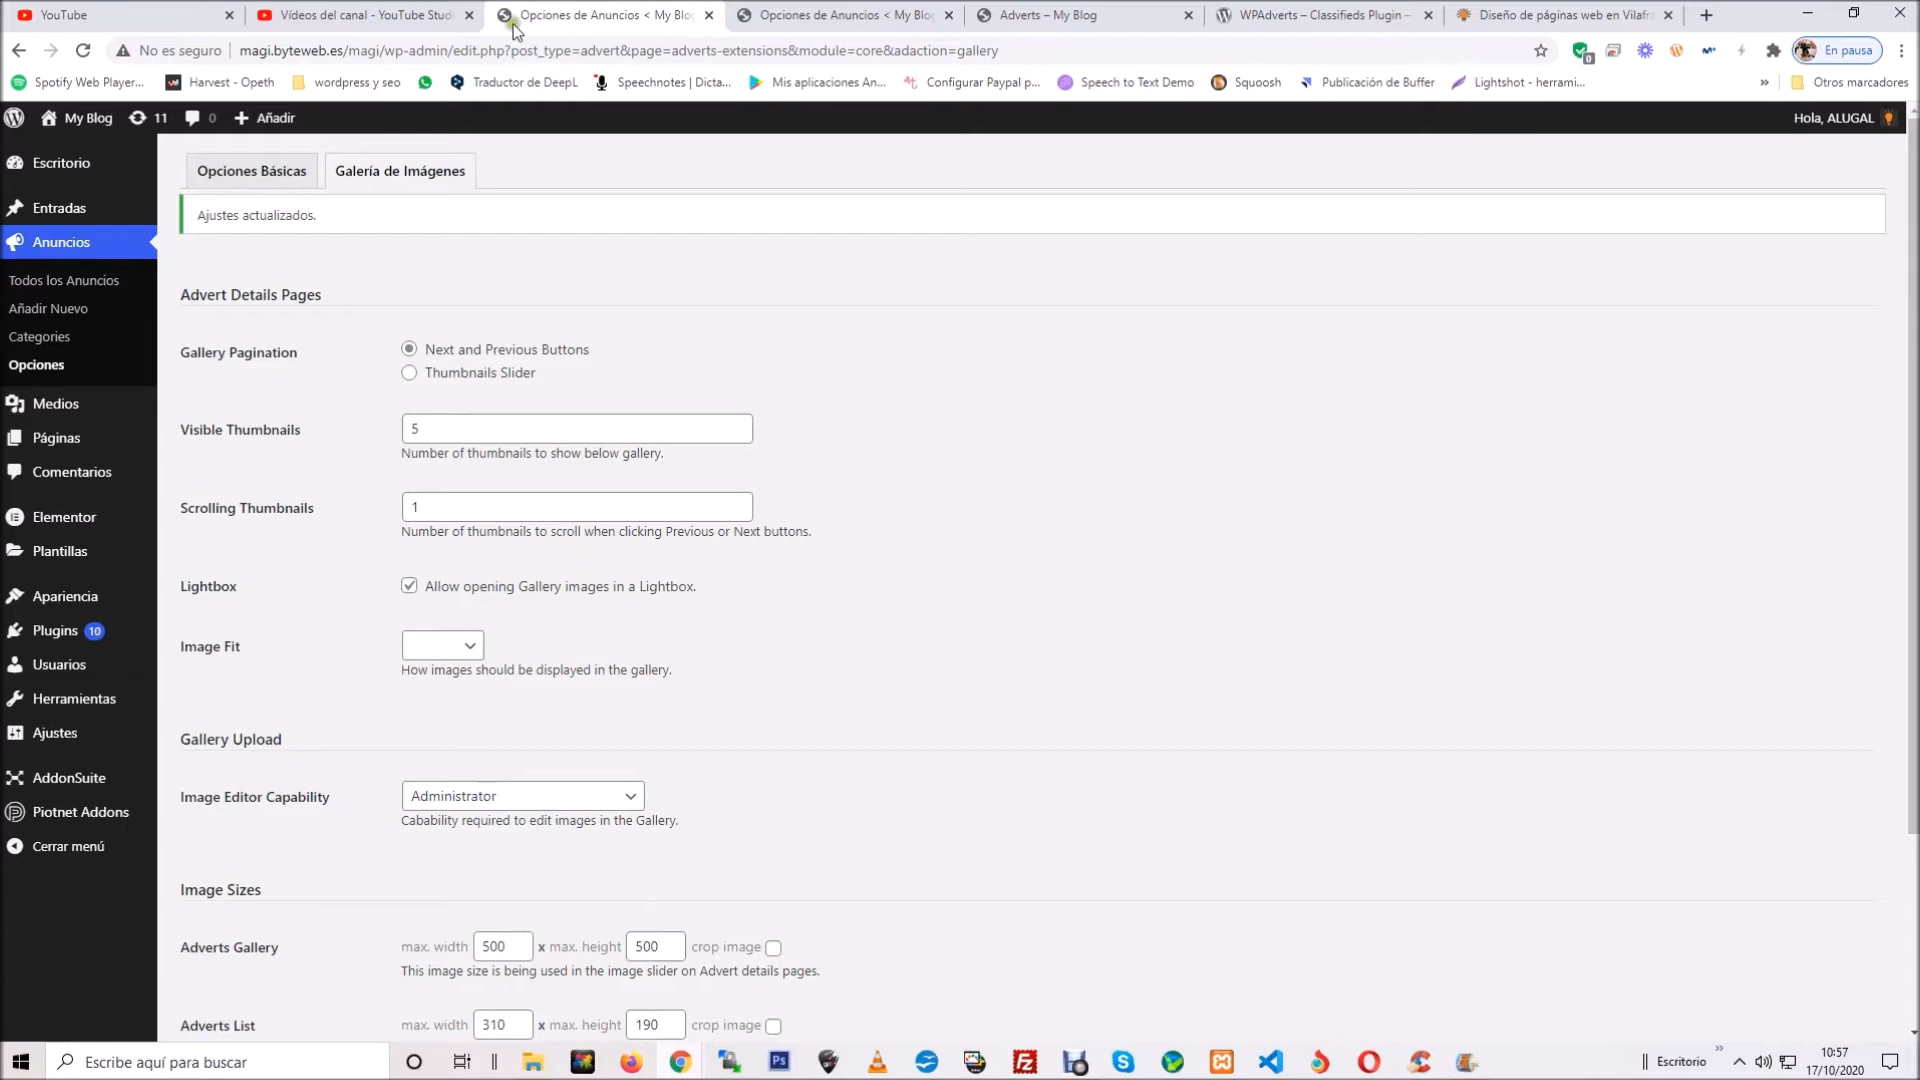 YouTube
Vídeos del canal - YouTube Stud
Opciones de Anuncios < My Blog
Opciones de Anuncios < My Blog
Adverts – My Blog
WPAdverts – Classifieds Plugin –
Diseño de páginas web en Vilafra
No es seguro
magi.byteweb.es/magi/wp-admin/edit.php?post_type=advert&page=adverts-extensions&module=core&adaction=gallery
0
En pausa
Spotify Web Player...
Harvest - Opeth
wordpress y seo
Traductor de DeepL
Speechnotes | Dicta...
Mis aplicaciones An...
Configurar Paypal p...
Speech to Text Demo
Squoosh
Publicación de Buffer
Lightshot - herrami...
»
Otros marcadores
My Blog
11
0
Añadir
Hola, ALUGAL
Escritorio
Entradas
Anuncios
Todos los Anuncios
Añadir Nuevo
Categories
Opciones
Medios
Páginas
Comentarios
Elementor
Plantillas
Apariencia
Plugins 10
Usuarios
Herramientas
Ajustes
AddonSuite
Piotnet Addons
Cerrar menú
Opciones Básicas
Galería de Imágenes
Ajustes actualizados.
Advert Details Pages
Gallery Pagination
Next and Previous Buttons
Thumbnails Slider
Visible Thumbnails
5
Number of thumbnails to show below gallery.
Scrolling Thumbnails
1
Number of thumbnails to scroll when clicking Previous or Next buttons.
Lightbox
Allow opening Gallery images in a Lightbox.
Image Fit
How images should be displayed in the gallery.
Gallery Upload
Image Editor Capability
Administrator
Cabability required to edit images in the Gallery.
Image Sizes
Adverts Gallery
max. width 500 x max. height 500 crop image
This image size is being used in the image slider on Advert details pages.
Adverts List
max. width 310 x max. height 190 crop image
Escribe aquí para buscar
Ps
Escritorio
»
10:57
17/10/2020